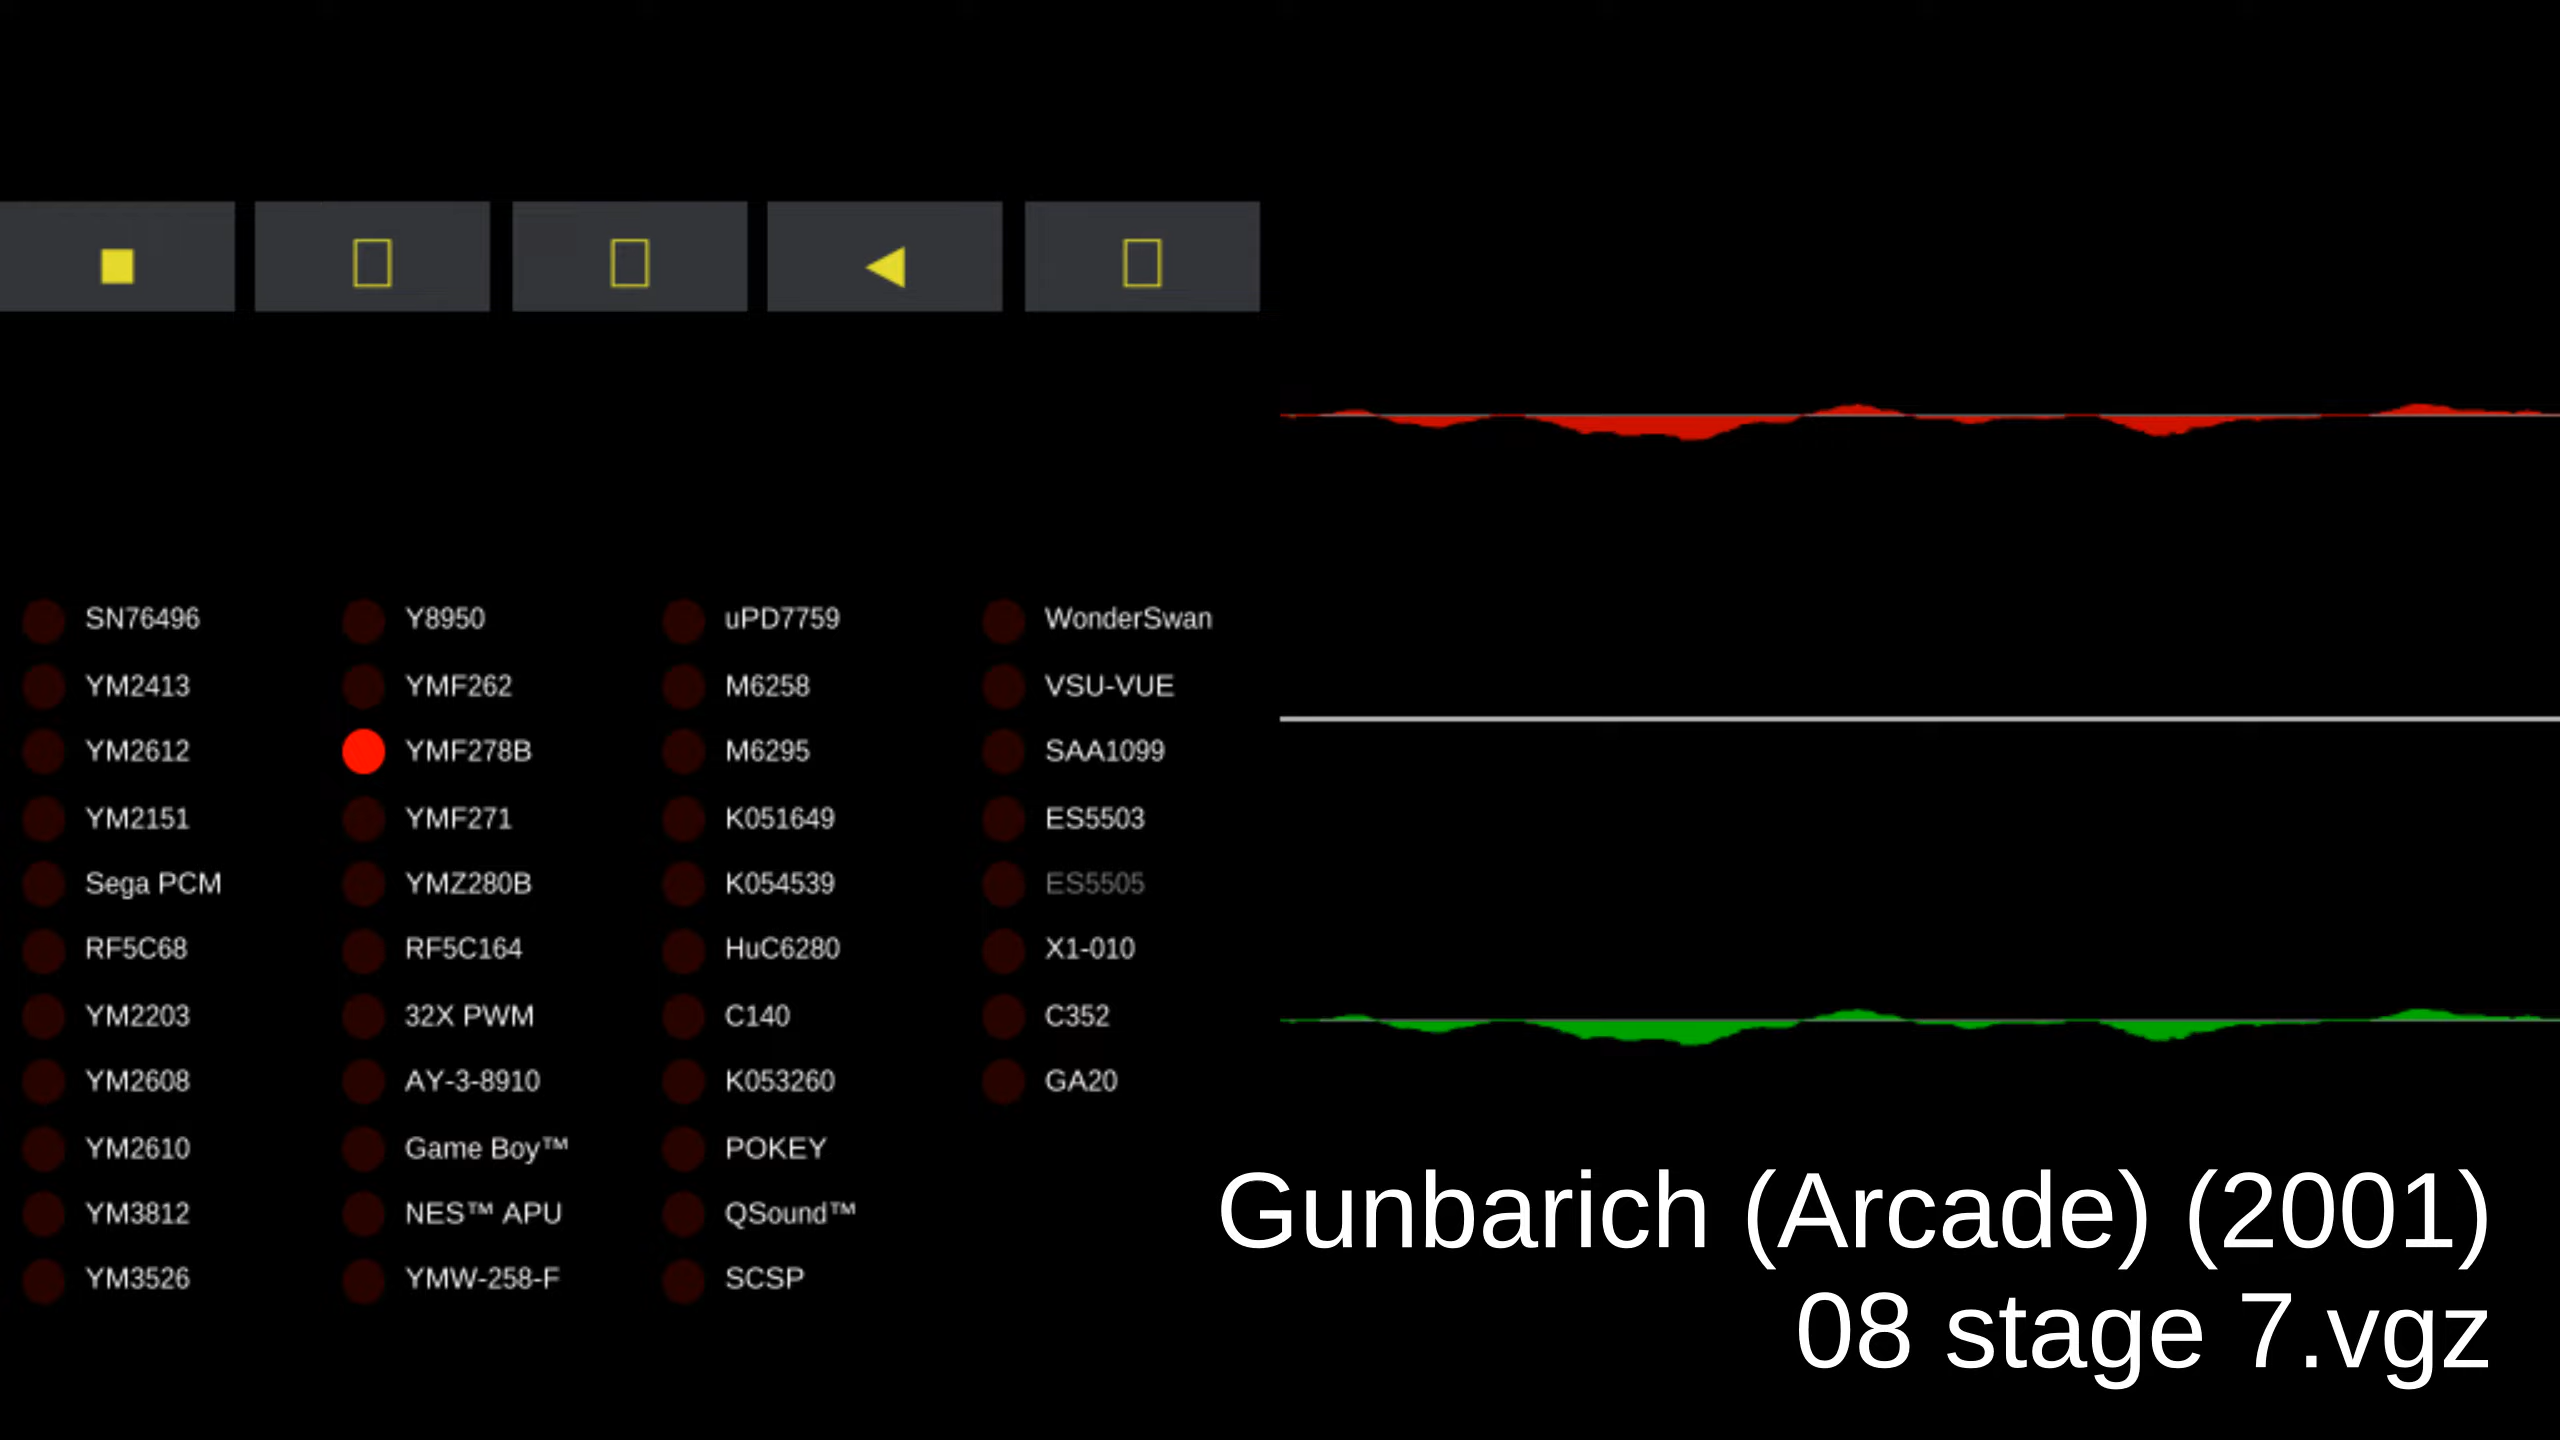 SN76496
YM2413
YM2612
YM2151
Sega PCM
RF5C68
YM2203
YM2608
YM2610
YM3812
YM3526
Y8950
YMF262
YMF278B
YMF271
YMZ280B
RF5C164
32X PWM
AY-3-8910
Game Boy™
NES™ APU
YMW-258-F
uPD7759
M6258
M6295
K051649
K054539
HuC6280
C140
K053260
POKEY
QSound™
SCSP
WonderSwan
VSU-VUE
SAA1099
ES5503
ES5505
X1-010
C352
GA20
Gunbarich (Arcade) (2001)
08 stage 7.vgz